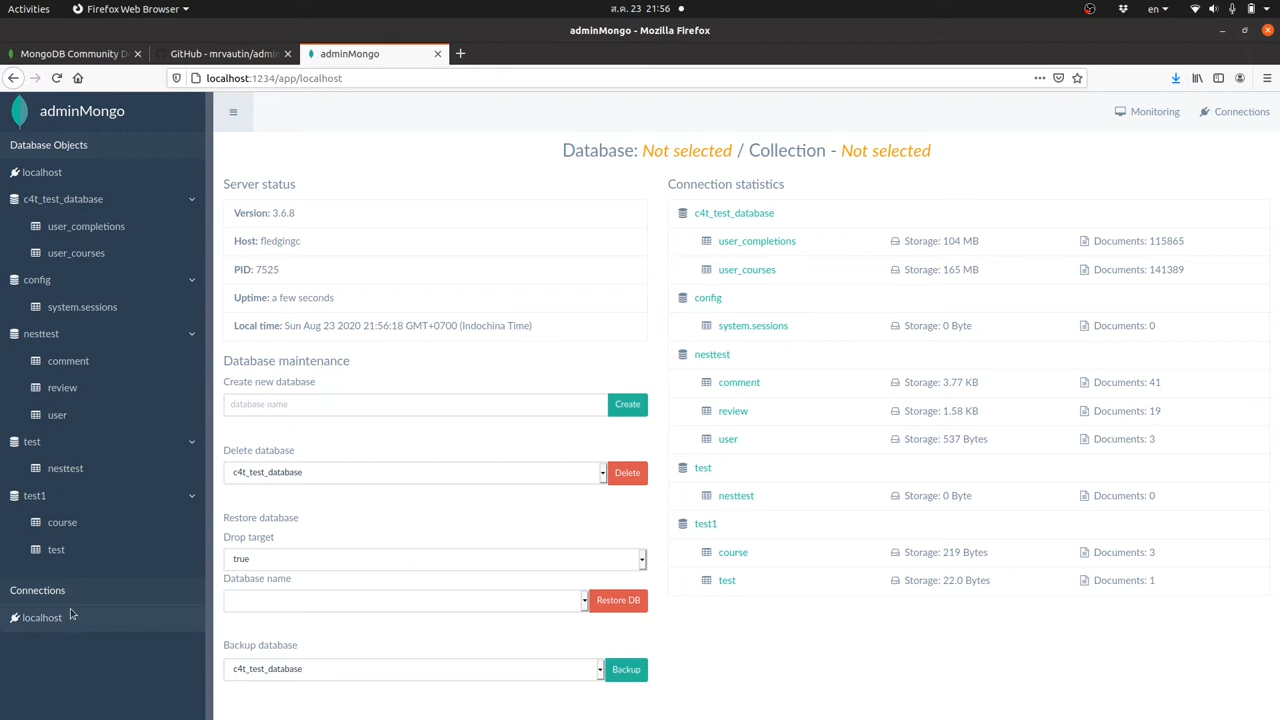 Activities Firefox Web Browser ส.ค. 23 21:56 en
adminMongo - Mozilla Firefox
MongoDB Community D GitHub - mrvautin/admin adminMongo
localhost:1234/app/localhost
adminMongo
Monitoring Connections
Database Objects
localhost
c4t_test_database
user_completions
user_courses
config
system.sessions
nesttest
comment
review
user
test
nesttest
test1
course
test
Connections
localhost
Database: Not selected / Collection - Not selected
Server status
Version: 3.6.8
Host: fledgingc
PID: 7525
Uptime: a few seconds
Local time: Sun Aug 23 2020 21:56:18 GMT+0700 (Indochina Time)
Database maintenance
Create new database
database name Create
Delete database
c4t_test_database Delete
Restore database
Drop target
true
Database name
Restore DB
Backup database
c4t_test_database Backup
Connection statistics
c4t_test_database
user_completions Storage: 104 MB Documents: 115865
user_courses Storage: 165 MB Documents: 141389
config
system.sessions Storage: 0 Byte Documents: 0
nesttest
comment Storage: 3.77 KB Documents: 41
review Storage: 1.58 KB Documents: 19
user Storage: 537 Bytes Documents: 3
test
nesttest Storage: 0 Byte Documents: 0
test1
course Storage: 219 Bytes Documents: 3
test Storage: 22.0 Bytes Documents: 1